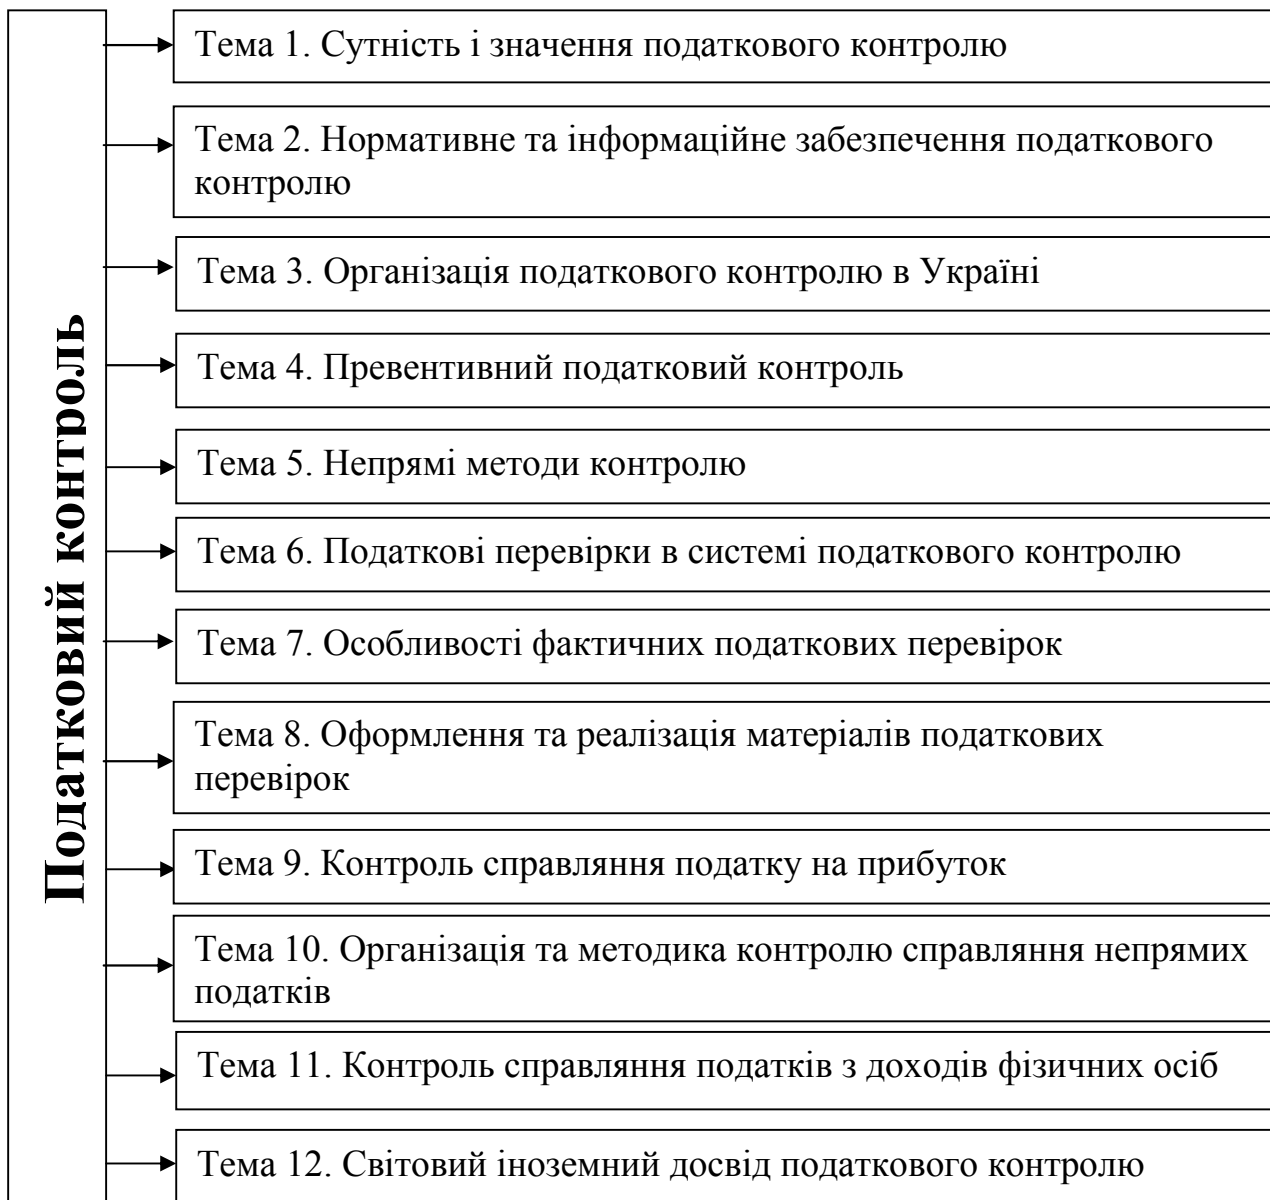 Податковий контроль
Тема 1. Сутність і значення податкового контролю
Тема 2. Нормативне та інформаційне забезпечення податкового
контролю
Тема 3. Організація податкового контролю в Україні
Тема 4. Превентивний податковий контроль
Тема 5. Непрямі методи контролю
Тема 6. Податкові перевірки в системі податкового контролю
Тема 7. Особливості фактичних податкових перевірок
Тема 8. Оформлення та реалізація матеріалів податкових
перевірок
Тема 9. Контроль справляння податку на прибуток
Тема 10. Організація та методика контролю справляння непрямих
податків
Тема 11. Контроль справляння податків з доходів фізичних осіб
Тема 12. Світовий іноземний досвід податкового контролю